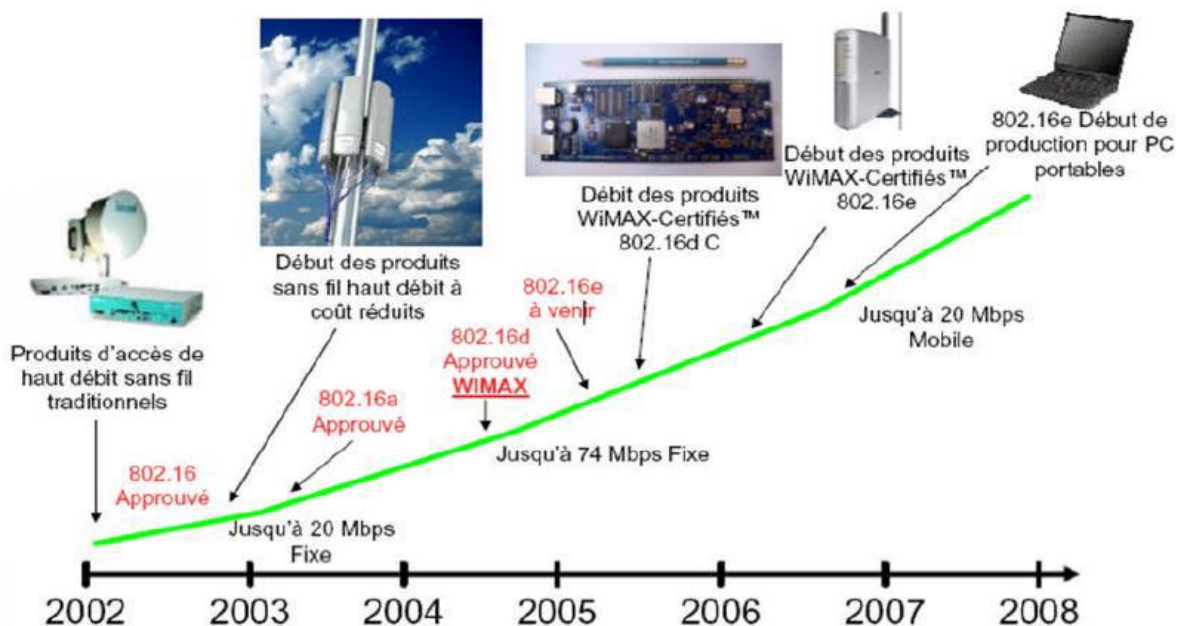 Produits d'accès de
haut débit sans fil
traditionnels
802.16
Approuvé
Début des produits
sans fil haut débit à
coût réduits
Jusqu'à 20 Mbps
Fixe
802.16a
Approuvé
802.16d
Approuvé
WIMAX
Jusqu'à 74 Mbps Fixe
802.16e
à venir
Débit des produits
WiMAX-Certifiés™
802.16d C
Début des produits
WiMAX-Certifiés™
802.16e
802.16e Début de
production pour PC
portables
Jusqu'à 20 Mbps
Mobile
2002 2003 2004 2005 2006 2007 2008